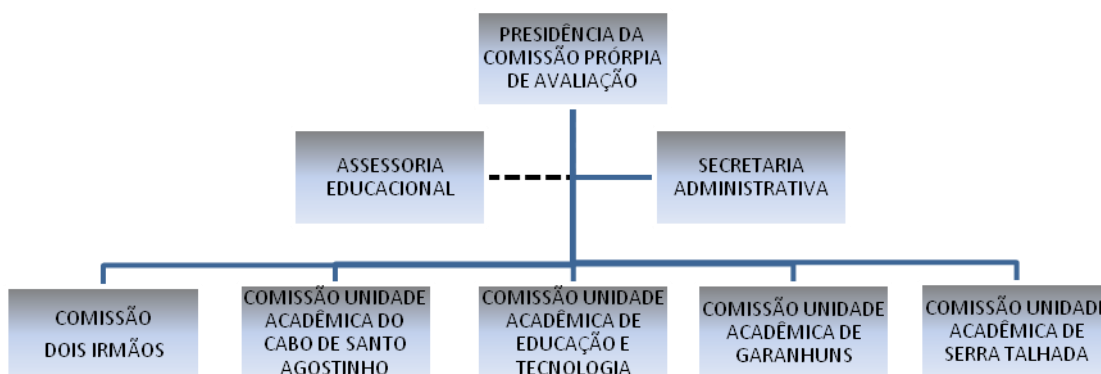 PRESIDÊNCIA DA
COMISSÃO PRÓRPIA
DE AVALIAÇÃO
ASSESSORIA
EDUCACIONAL
SECRETARIA
ADMINISTRATIVA
COMISSÃO
DOIS IRMÃOS
COMISSÃO UNIDADE
ACADÊMICA DO
CABO DE SANTO
AGOSTINHO
COMISSÃO UNIDADE
ACADÊMICA DE
EDUCAÇÃO E
TECNOLOGIA
COMISSÃO UNIDADE
ACADÊMICA DE
GARANHUNS
COMISSÃO UNIDADE
ACADÊMICA DE
SERRA TALHADA